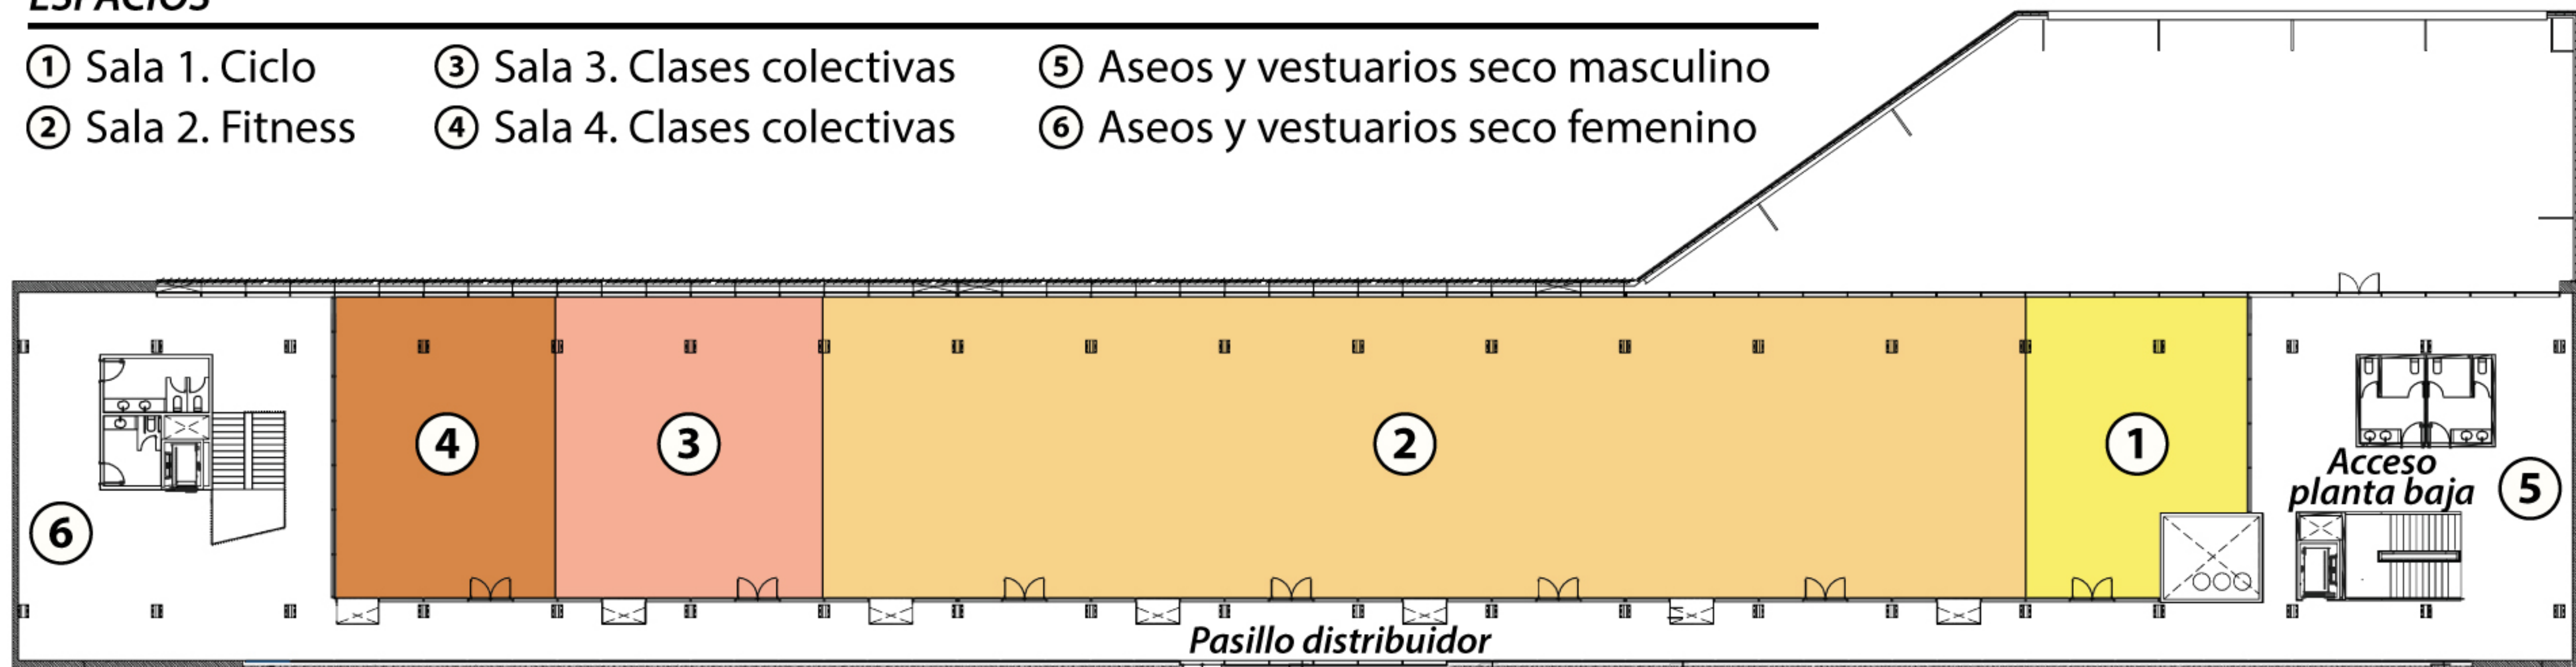 ESPACIOS
① Sala 1. Ciclo
② Sala 2. Fitness
③ Sala 3. Clases colectivas
④ Sala 4. Clases colectivas
⑤ Aseos y vestuarios seco masculino
⑥ Aseos y vestuarios seco femenino
6
4
3
2
1
Acceso
planta baja
5
Pasillo distribuidor